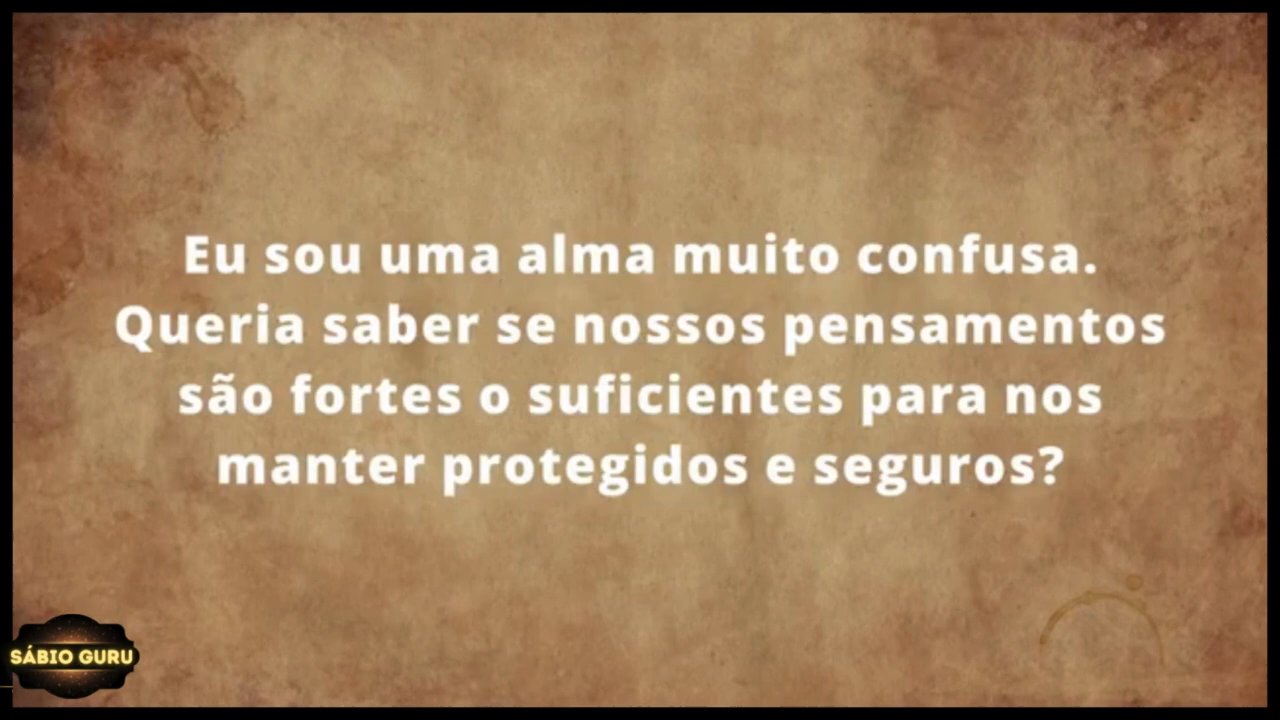 Eu sou uma alma muito confusa.
Queria saber se nossos pensamentos
são fortes o suficientes para nos
manter protegidos e seguros?
SÁBIO GURU